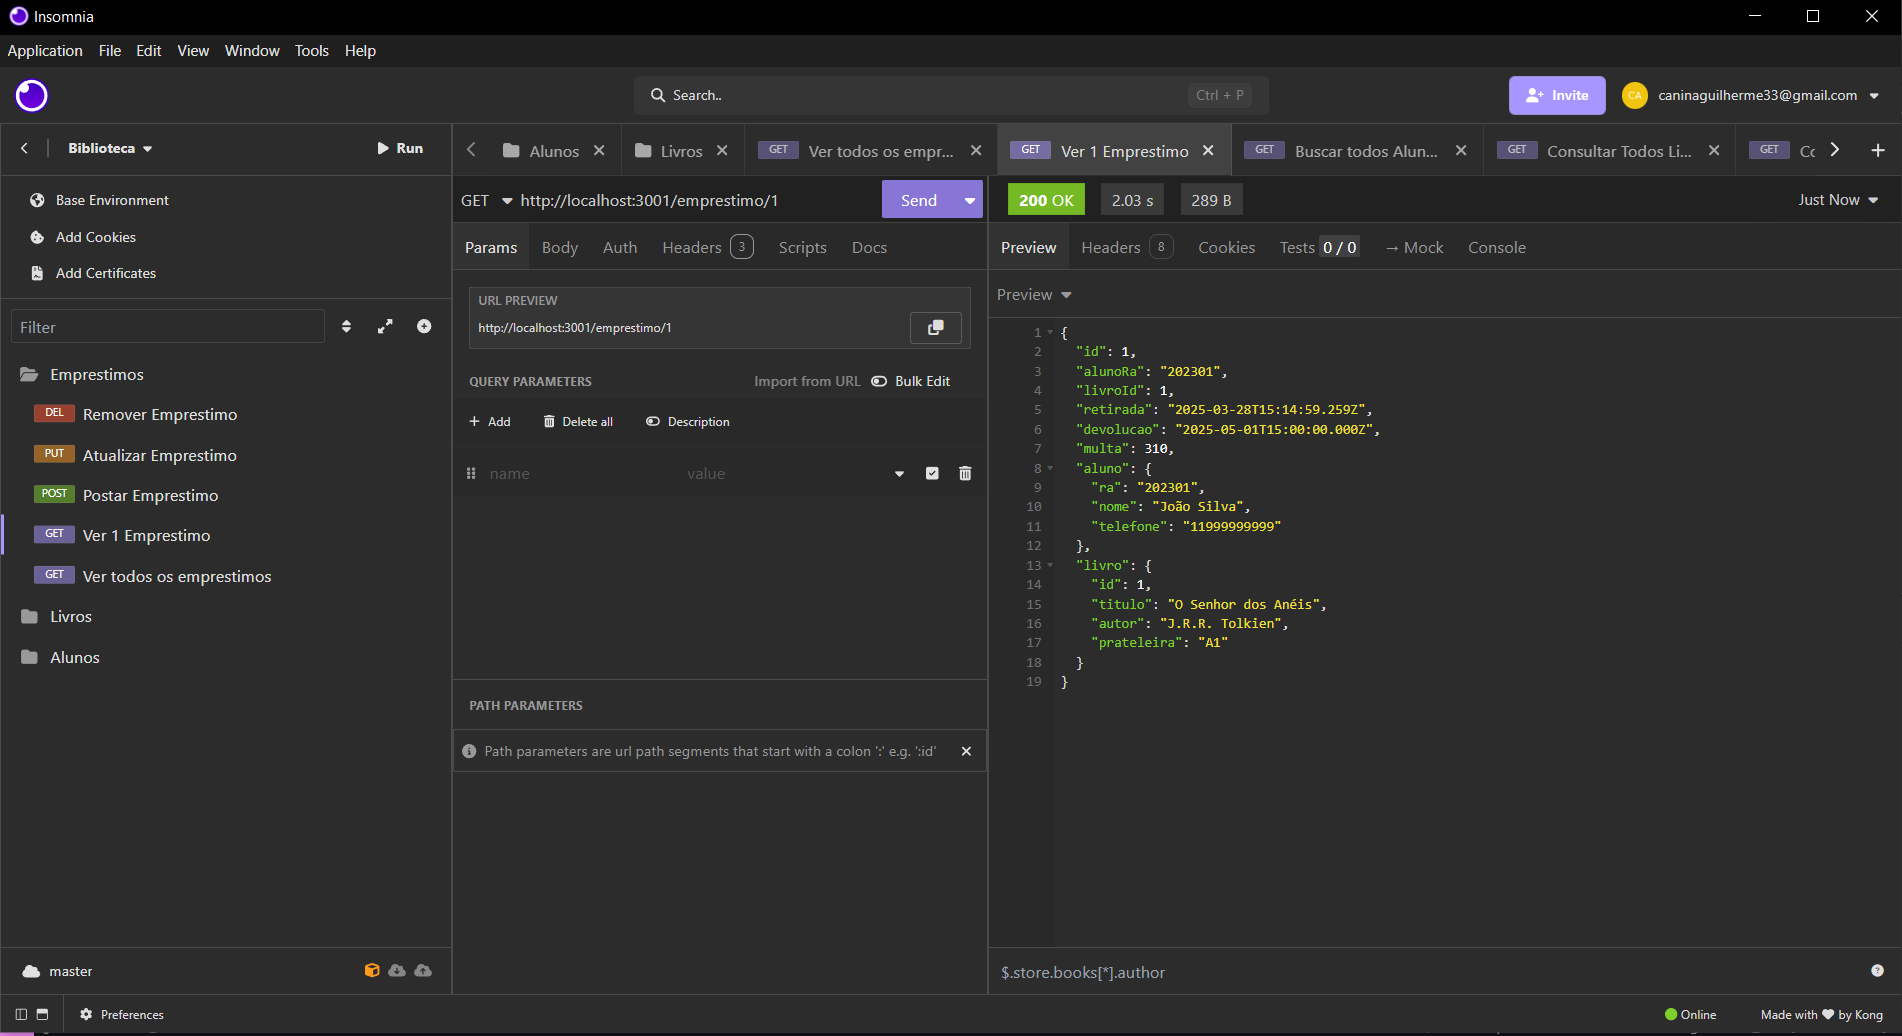 Insomnia
Application File Edit View Window Tools Help
Search.. Ctrl + P
Invite
CA caninaguilherme33@gmail.com
Biblioteca
Run
Alunos
Livros
GET Ver todos os empr...
GET Ver 1 Emprestimo
GET Buscar todos Alun...
GET Consultar Todos Li...
GET
Base Environment
Add Cookies
Add Certificates
Filter
Emprestimos
DEL Remover Emprestimo
PUT Atualizar Emprestimo
POST Postar Emprestimo
GET Ver 1 Emprestimo
GET Ver todos os emprestimos
Livros
Alunos
master
GET http://localhost:3001/emprestimo/1
Send
Params Body Auth Headers 3 Scripts Docs
URL PREVIEW
http://localhost:3001/emprestimo/1
QUERY PARAMETERS Import from URL Bulk Edit
Add Delete all Description
name value
PATH PARAMETERS
Path parameters are url path segments that start with a colon ':' e.g. ':id'
200 OK 2.03 s 289 B
Just Now
Preview Headers 8 Cookies Tests 0 / 0 → Mock Console
Preview
1 {
2 "id": 1,
3 "alunoRa": "202301",
4 "livroId": 1,
5 "retirada": "2025-03-28T15:14:59.259Z",
6 "devolucao": "2025-05-01T15:00:00.000Z",
7 "multa": 310,
8 "aluno": {
9 "ra": "202301",
10 "nome": "João Silva",
11 "telefone": "11999999999"
12 },
13 "livro": {
14 "id": 1,
15 "titulo": "O Senhor dos Anéis",
16 "autor": "J.R.R. Tolkien",
17 "prateleira": "A1"
18 }
19 }
$.store.books[*].author
Preferences
Online
Made with ♥ by Kong